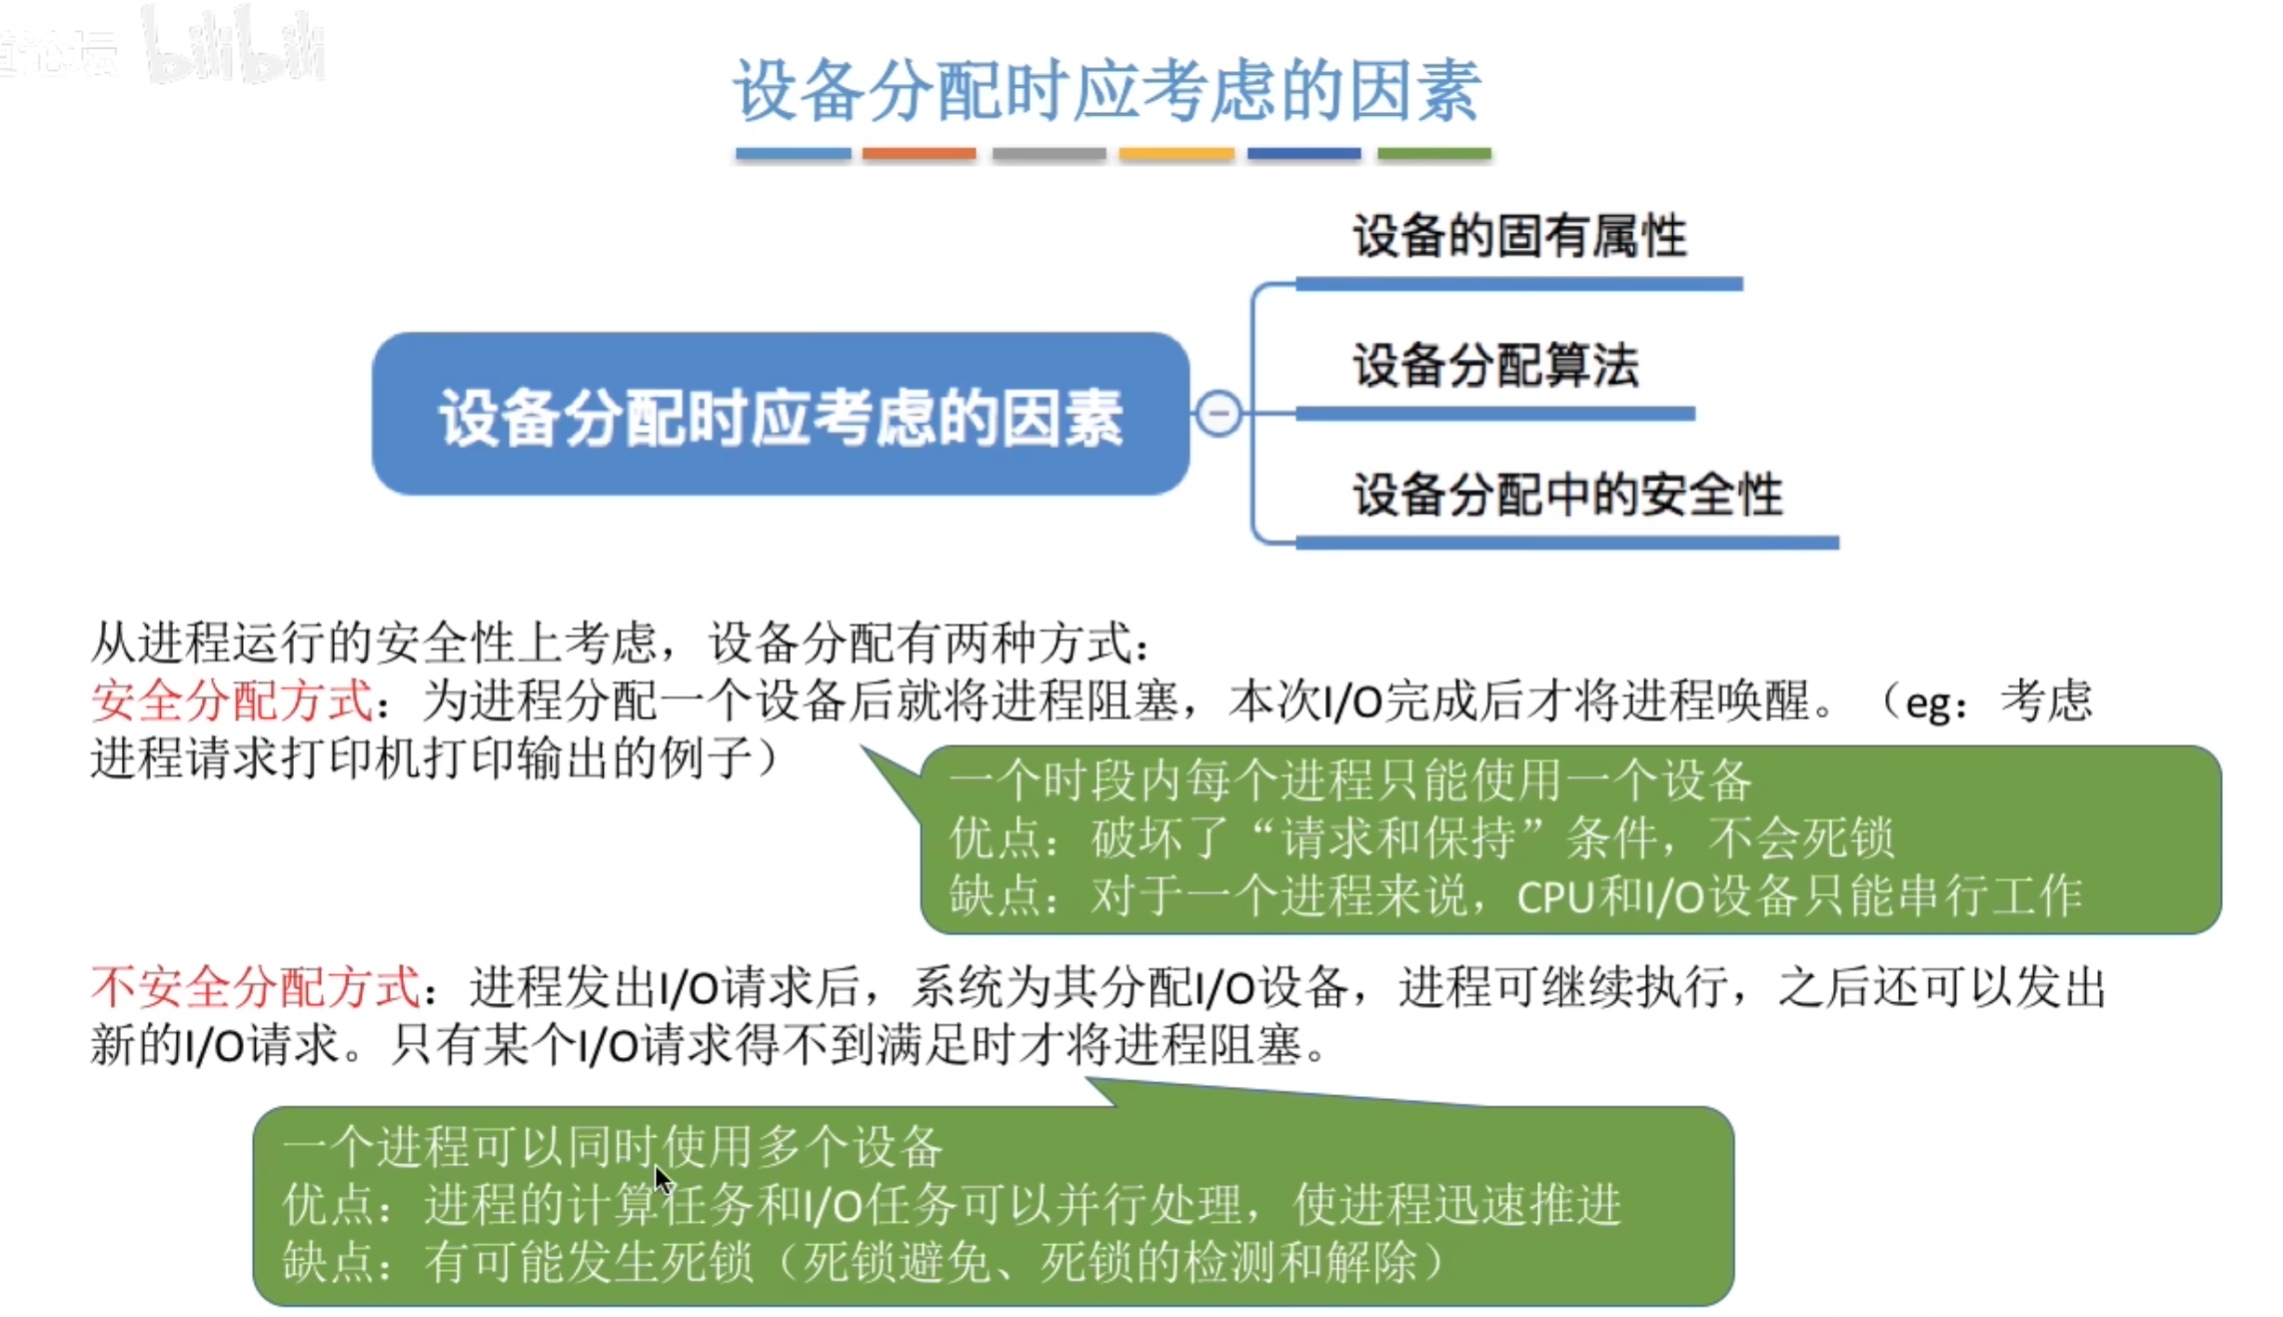 道论坛 bilibili
设备分配时应考虑的因素
设备的固有属性
设备分配算法
设备分配时应考虑的因素
设备分配中的安全性
从进程运行的安全性上考虑，设备分配有两种方式：
安全分配方式：为进程分配一个设备后就将进程阻塞，本次I/O完成后才将进程唤醒。（eg：考虑
进程请求打印机打印输出的例子）
一个时段内每个进程只能使用一个设备
优点：破坏了“请求和保持”条件，不会死锁
缺点：对于一个进程来说，CPU和I/O设备只能串行工作
不安全分配方式：进程发出I/O请求后，系统为其分配I/O设备，进程可继续执行，之后还可以发出
新的I/O请求。只有某个I/O请求得不到满足时才将进程阻塞。
一个进程可以同时使用多个设备
优点：进程的计算任务和I/O任务可以并行处理，使进程迅速推进
缺点：有可能发生死锁（死锁避免、死锁的检测和解除）